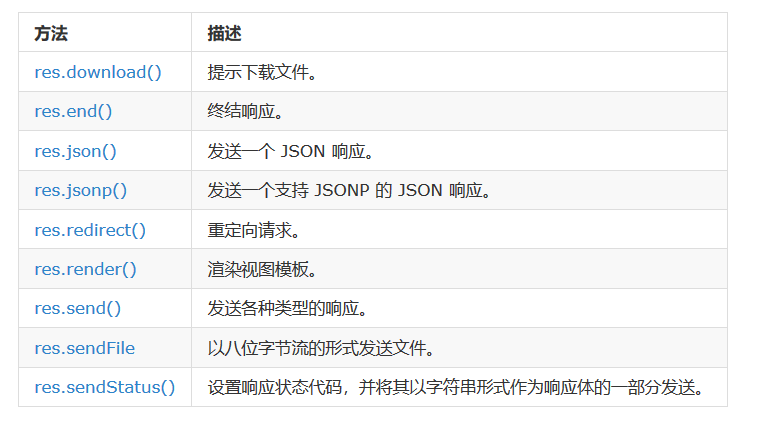 方法 描述
res.download() 提示下载文件。
res.end() 终结响应。
res.json() 发送一个 JSON 响应。
res.jsonp() 发送一个支持 JSONP 的 JSON 响应。
res.redirect() 重定向请求。
res.render() 渲染视图模板。
res.send() 发送各种类型的响应。
res.sendFile 以八位字节流的形式发送文件。
res.sendStatus() 设置响应状态代码，并将其以字符串形式作为响应体的一部分发送。